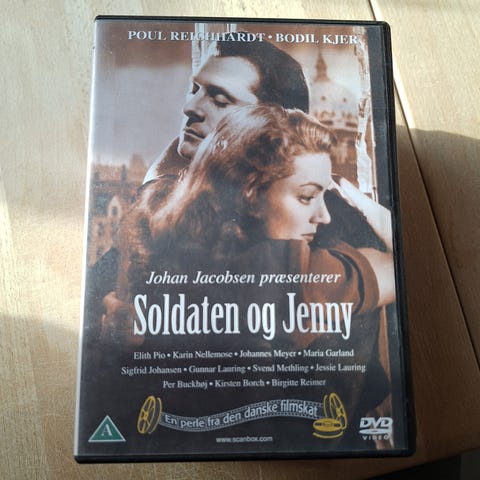 POUL REICHHARDT • BODIL KJER
Johan Jacobsen præsenterer
Soldaten og Jenny
Elith Pio • Karin Nellemose • Johannes Meyer • Maria Garland
Sigfrid Johansen • Gunnar Lauring • Svend Methling • Jessie Lauring
Per Buckhøj • Kirsten Borch • Birgitte Reimer
En perle fra den danske filmskat
A
www.scanbox.com
DVD
VIDEO